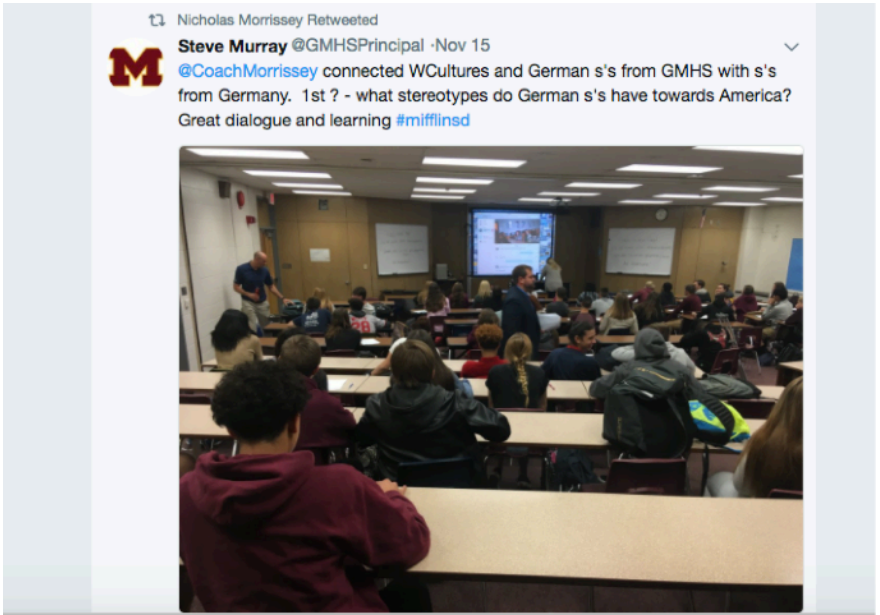 Nicholas Morrissey Retweeted
Steve Murray @GMHSPrincipal ·Nov 15
M
@CoachMorrissey connected WCultures and German s's from GMHS with s's
from Germany. 1st ? - what stereotypes do German s's have towards America?
Great dialogue and learning #mifflinsd
28